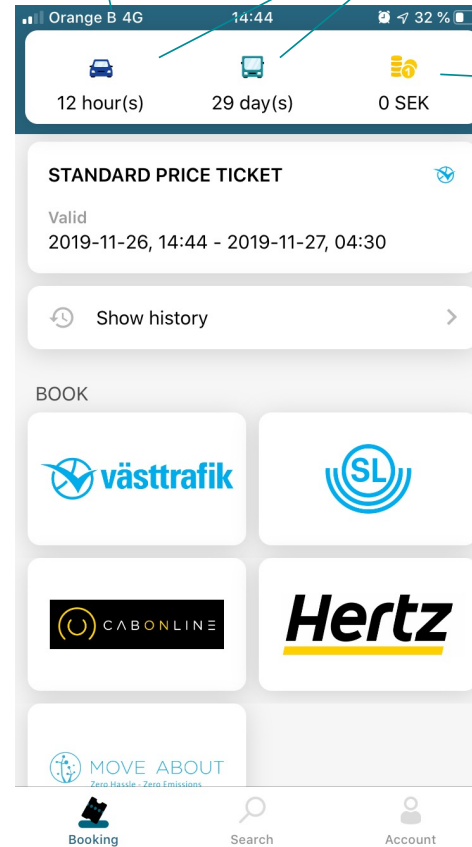 Orange B 4G 14:44 32 %
12 hour(s) 29 day(s) 0 SEK
STANDARD PRICE TICKET
Valid
2019-11-26, 14:44 - 2019-11-27, 04:30
Show history
BOOK
västtrafik
SL
CABONLINE
Hertz
MOVE ABOUT
Zero Hassle - Zero Emissions
Booking Search Account